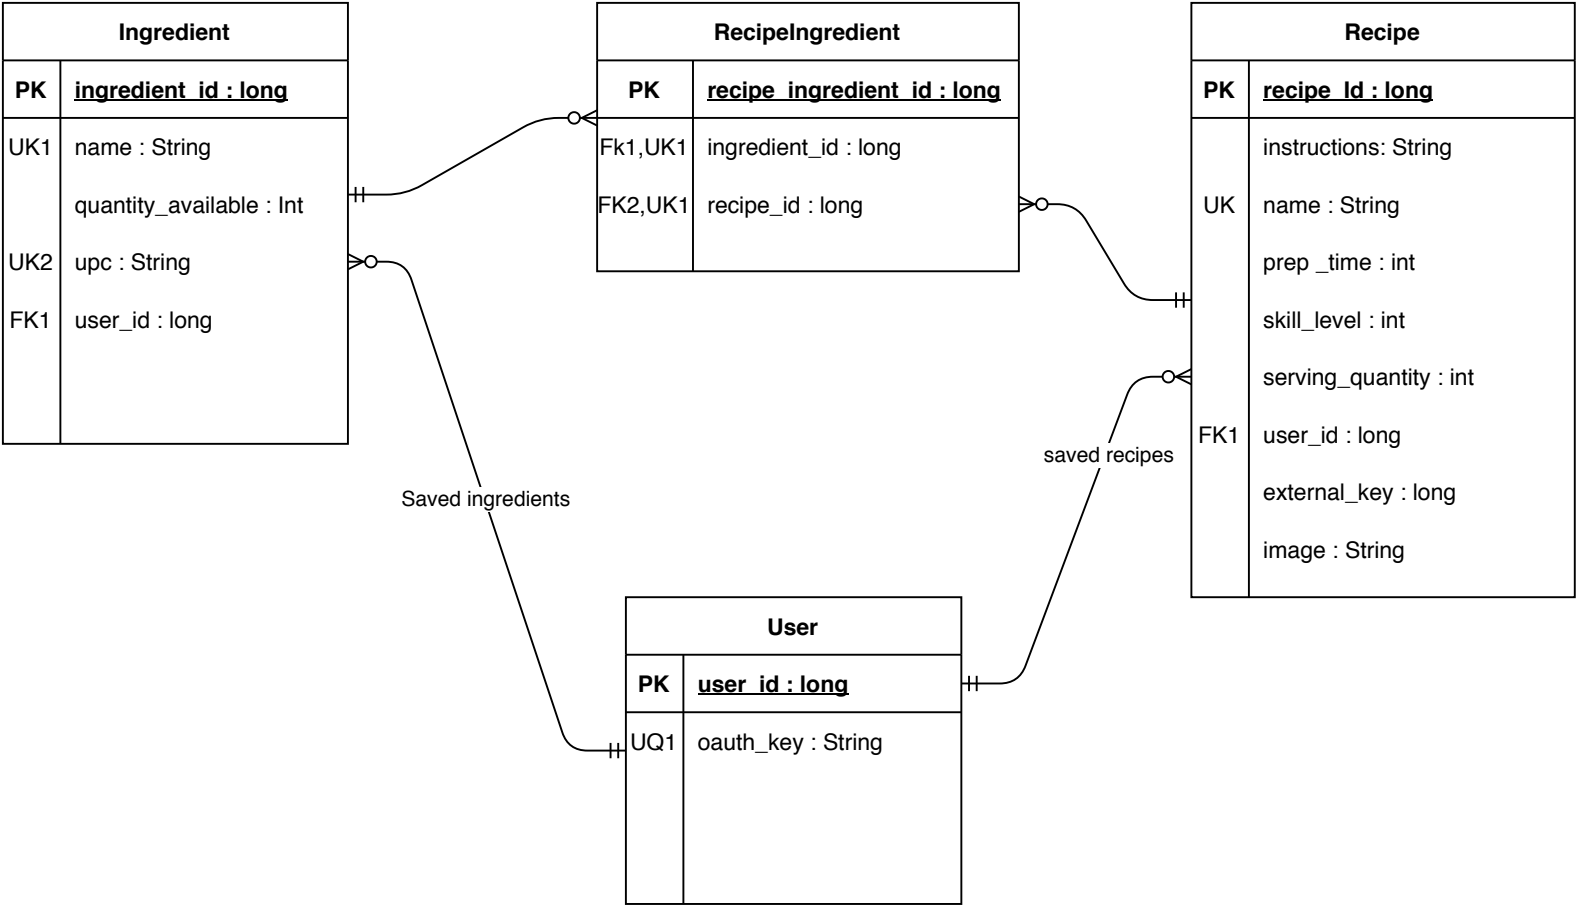 Ingredient
PK ingredient_id : long
UK1 name : String
quantity_available : Int
UK2 upc : String
FK1 user_id : long
RecipeIngredient
PK recipe_ingredient_id : long
Fk1,UK1 ingredient_id : long
FK2,UK1 recipe_id : long
Recipe
PK recipe_Id : long
instructions: String
UK name : String
prep _time : int
skill_level : int
serving_quantity : int
FK1 user_id : long
external_key : long
image : String
saved recipes
Saved ingredients
User
PK user_id : long
UQ1 oauth_key : String